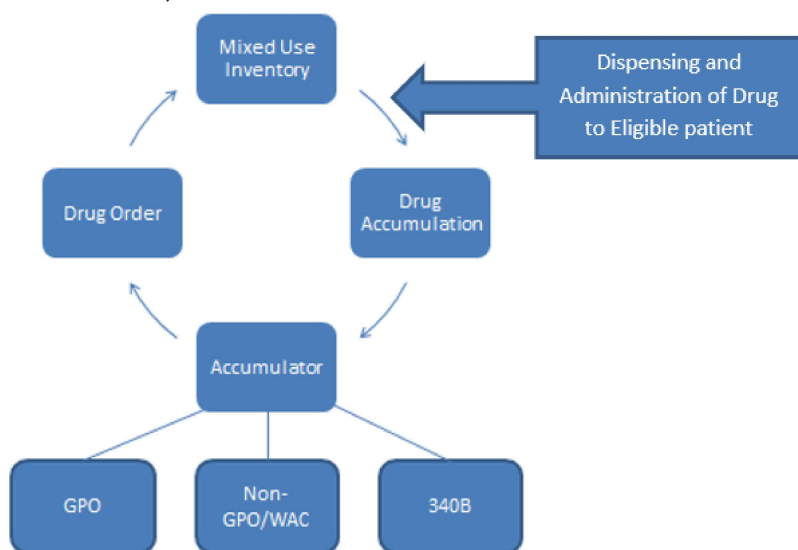 Mixed Use
Inventory
Dispensing and
Administration of Drug
to Eligible patient
Drug Order
Drug
Accumulation
Accumulator
GPO
Non-
GPO/WAC
340B